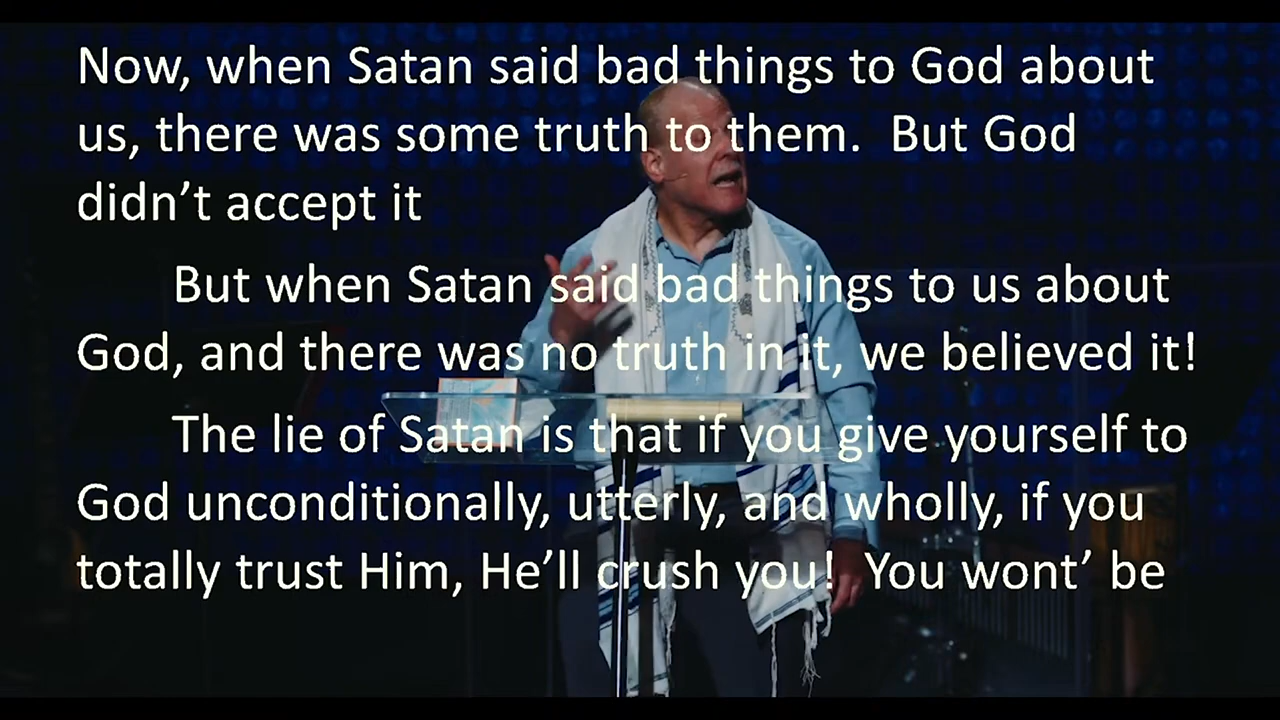 Now, when Satan said bad things to God about
us, there was some truth to them.  But God
didn’t accept it
But when Satan said bad things to us about
God, and there was no truth in it, we believed it!
The lie of Satan is that if you give yourself to
God unconditionally, utterly, and wholly, if you
totally trust Him, He’ll crush you!  You wont’ be